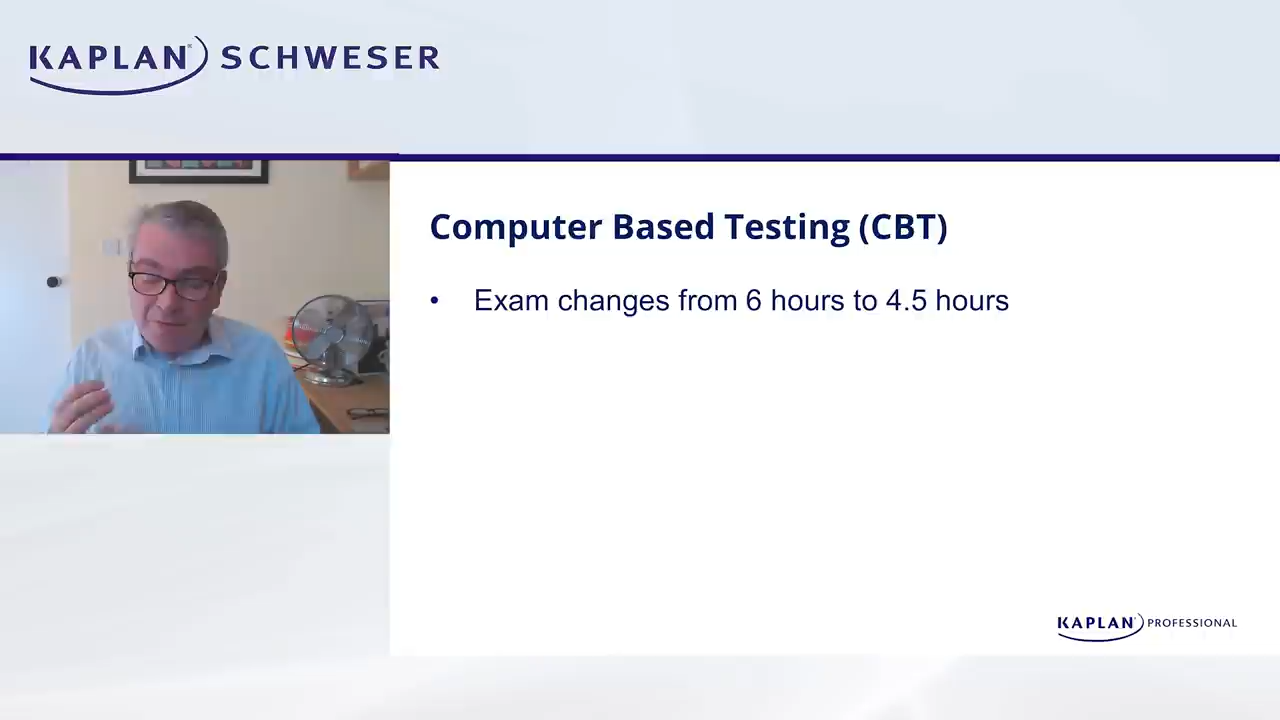 KAPLAN SCHWESER
Computer Based Testing (CBT)
• Exam changes from 6 hours to 4.5 hours
KAPLAN PROFESSIONAL